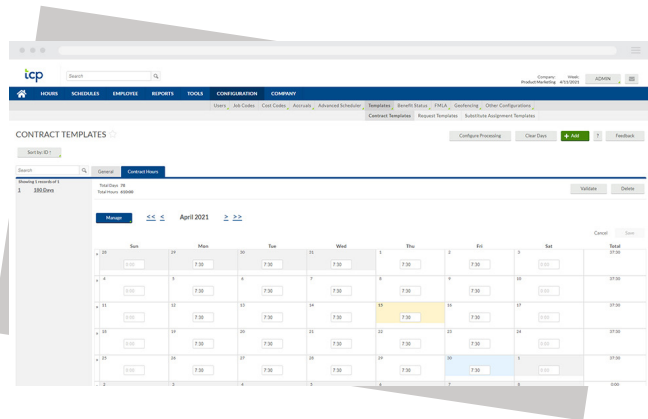 icp
Search
Company: Week:
Product Marketing 4/11/2021
ADMIN
HOURS SCHEDULES EMPLOYEE REPORTS TOOLS CONFIGURATION COMPANY
Users Job Codes Cost Codes Accruals Advanced Scheduler Templates Benefit Status FMLA Geofencing Other Configurations
Contract Templates Request Templates Substitute Assignment Templates
CONTRACT TEMPLATES
Configure Processing Clear Days + Add ? Feedback
Sort by: ID ↑
Search General Contract Hours
Showing 1 records of 1
1 100 Days
Total Days
Total Hours
Validate Delete
Manage << < April 2021 > >>
Cancel Save
Sun Mon Tue Wed Thu Fri Sat Total
28 29 30 31 1 2 3 37:30
0:00 7:30 7:30 7:30 7:30 7:30 0:00
4 5 6 7 8 9 10 37:30
0:00 7:30 7:30 7:30 7:30 7:30 0:00
11 12 13 14 15 16 17 37:30
0:00 7:30 7:30 7:30 7:30 7:30 0:00
18 19 20 21 22 23 24 37:30
0:00 7:30 7:30 7:30 7:30 7:30 0:00
25 26 27 28 29 30 1 37:30
0:00 7:30 7:30 7:30 7:30 7:30 0:00
2 3 4 5 6 7 8 0:00